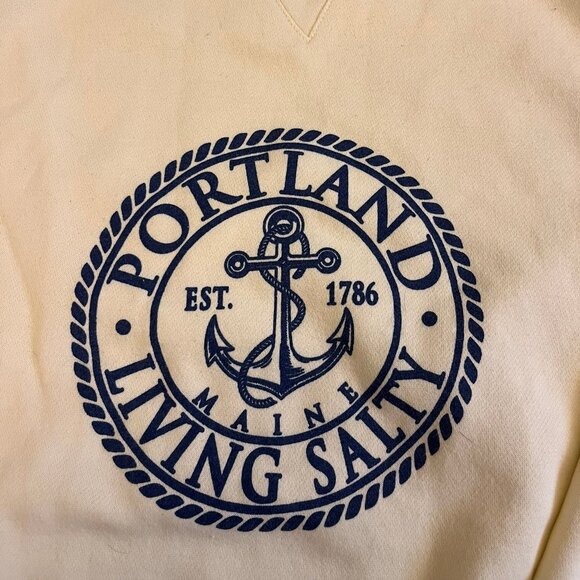 PORTLAND
EST. 1786
MAINE
LIVING SALTY